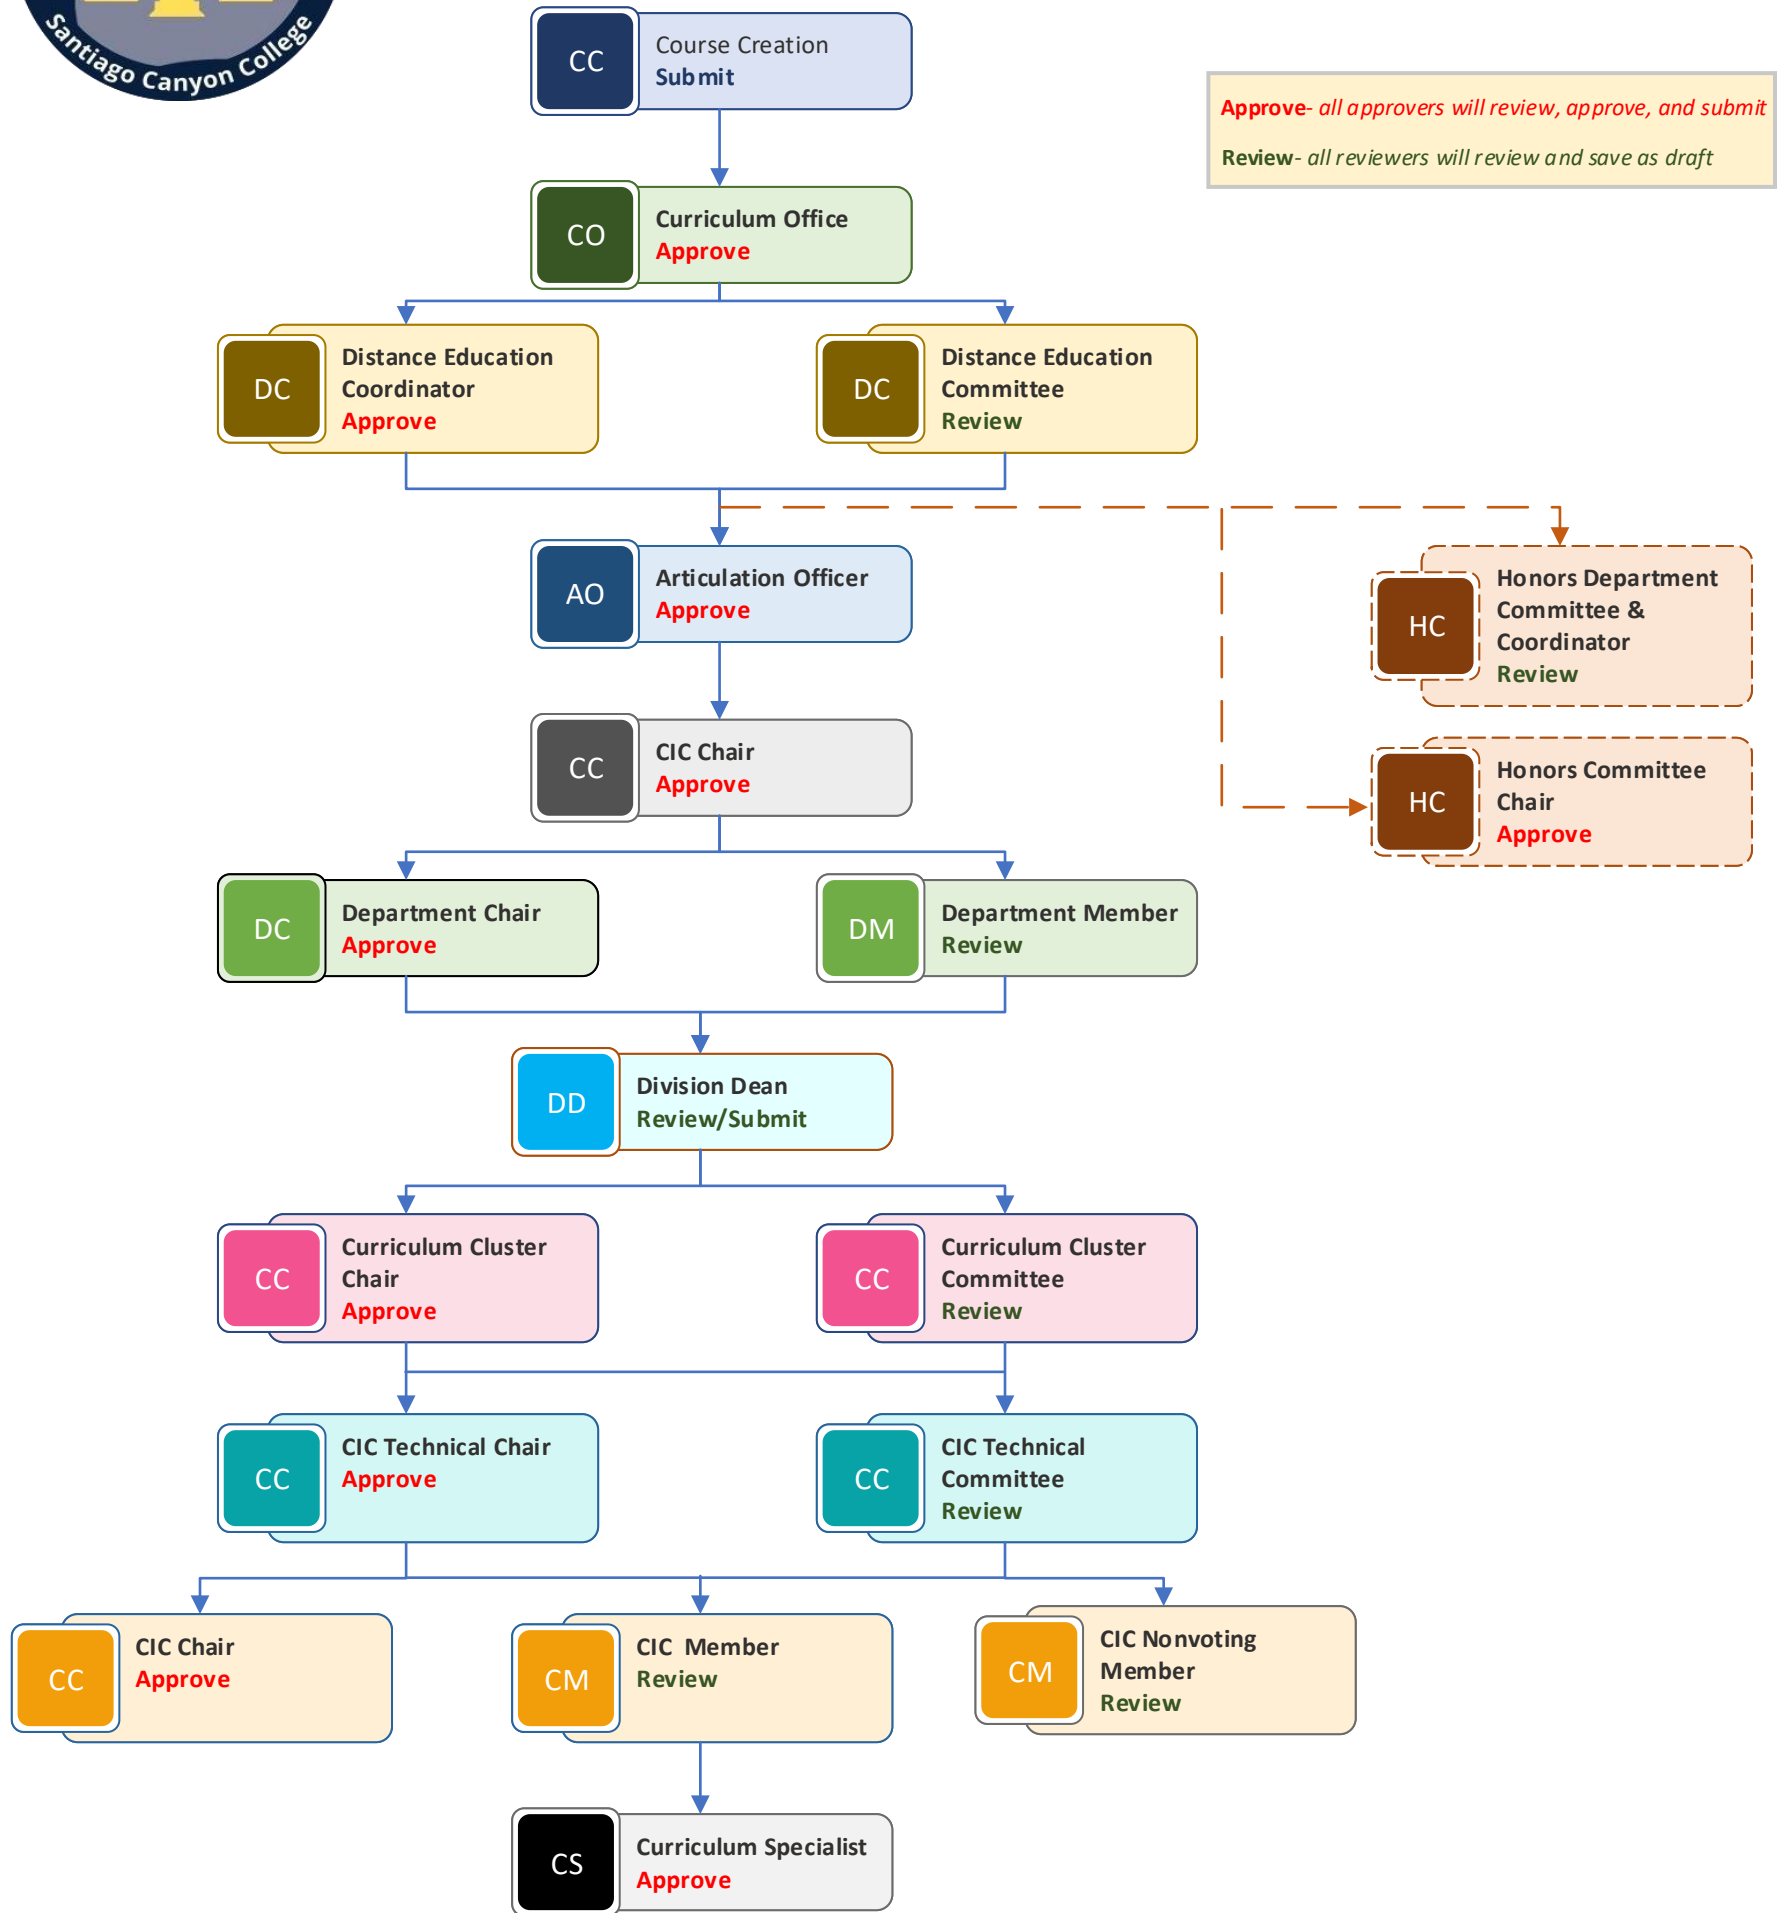 Santiago Canyon College
CC
Course Creation
Submit
Approve- all approvers will review, approve, and submit
Review- all reviewers will review and save as draft
CO
Curriculum Office
Approve
DC
Distance Education
Coordinator
Approve
DC
Distance Education
Committee
Review
AO
Articulation Officer
Approve
HC
Honors Department
Committee &
Coordinator
Review
CC
CIC Chair
Approve
HC
Honors Committee
Chair
Approve
DC
Department Chair
Approve
DM
Department Member
Review
DD
Division Dean
Review/Submit
CC
Curriculum Cluster
Chair
Approve
CC
Curriculum Cluster
Committee
Review
CC
CIC Technical Chair
Approve
CC
CIC Technical
Committee
Review
CC
CIC Chair
Approve
CM
CIC  Member
Review
CM
CIC Nonvoting
Member
Review
CS
Curriculum Specialist
Approve